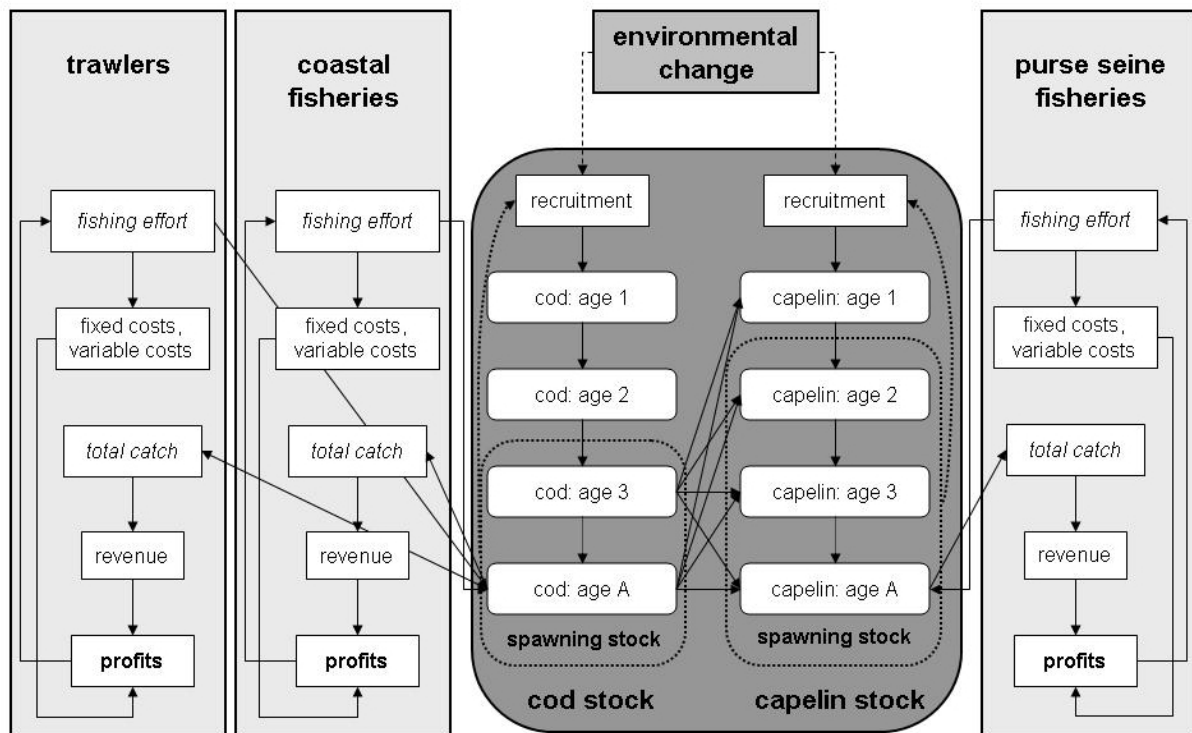 trawlers
fishing effort
fixed costs,
variable costs
total catch
revenue
profits
coastal
fisheries
fishing effort
fixed costs,
variable costs
total catch
revenue
profits
environmental
change
recruitment
cod: age 1
cod: age 2
cod: age 3
cod: age A
spawning stock
cod stock
recruitment
capelin: age 1
capelin: age 2
capelin: age 3
capelin: age A
spawning stock
capelin stock
purse seine
fisheries
fishing effort
fixed costs,
variable costs
total catch
revenue
profits